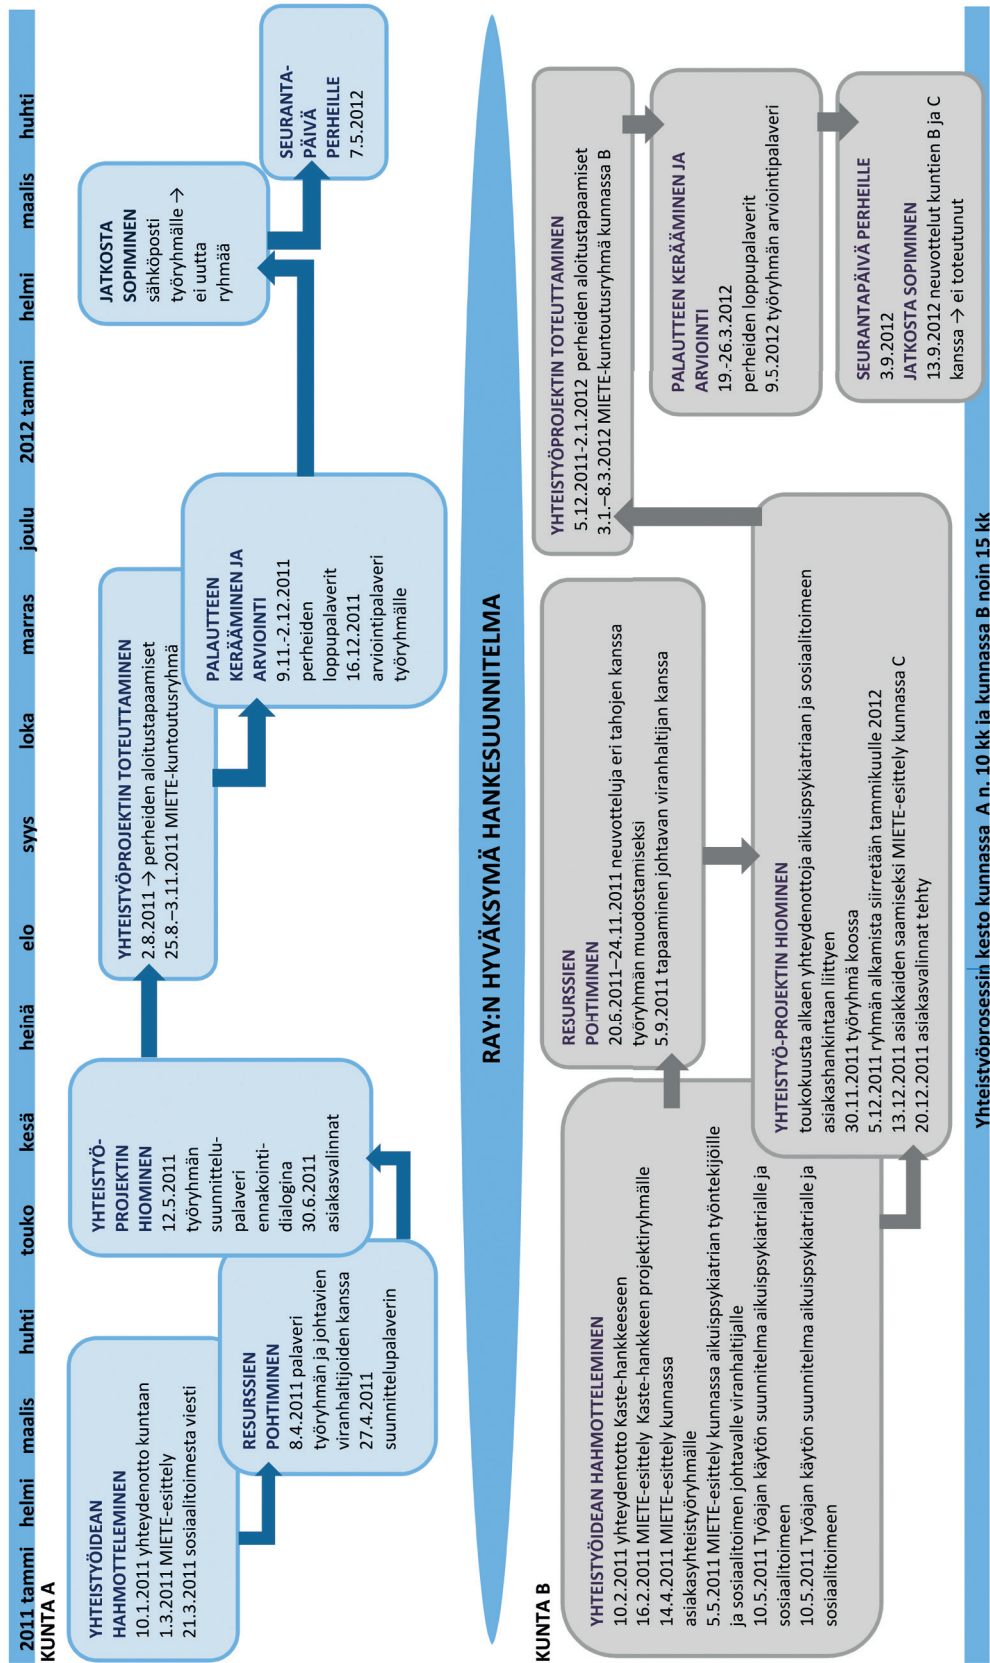 2011 tammi helmi maalis huhti touko kesä heinä elo syys loka marras joulu 2012 tammi helmi maalis huhti
KUNTA A
YHTEISTYÖIDEAN
HAHMOTTELEMINEN
10.1.2011 yhteydenotto kuntaan
1.3.2011 MIETE-esittely
21.3.2011 sosiaalitoimesta viesti
RESURSSIEN
POHTIMINEN
8.4.2011 palaveri
työryhmän ja johtavien
viranhaltijoiden kanssa
27.4.2011
suunnittelupalaverin
YHTEISTYÖ-
PROJEKTIN
HIOMINEN
12.5.2011
työryhmän
suunnittelu-
palaveri
ennakointi-
dialogina
30.6.2011
asiakasvalinnat
YHTEISTYÖPROJEKTIN TOTEUTTAMINEN
2.8.2011 → perheiden aloitustapaamiset
25.8.–3.11.2011 MIETE-kuntoutusryhmä
PALAUTTEEN
KERÄÄMINEN JA
ARVIOINTI
9.11.-2.12.2011
perheiden
loppupalaverit
16.12.2011
arviointipalaveri
työryhmälle
JATKOSTA
SOPIMINEN
sähköposti
työryhmälle →
ei uutta
ryhmää
SEURANTA-
PÄIVÄ
PERHEILLE
7.5.2012
RAY:N HYVÄKSYMÄ HANKESUUNNITELMA
KUNTA B
YHTEISTYÖIDEAN HAHMOTTELEMINEN
10.2.2011 yhteydentotto Kaste-hankkeeseen
16.2.2011 MIETE-esittely Kaste-hankkeen projektiryhmälle
14.4.2011 MIETE-esittely kunnassa
asiakasyhteistyöryhmälle
5.5.2011 MIETE-esittely kunnassa aikuispsykiatrian työntekijöille
ja sosiaalitoimen johtavalle viranhaltijalle
10.5.2011 Työajan käytön suunnitelma aikuispsykiatrialle ja
sosiaalitoimeen
10.5.2011 Työajan käytön suunnitelma aikuispsykiatrialle ja
sosiaalitoimeen
RESURSSIEN
POHTIMINEN
20.6.2011–24.11.2011 neuvotteluja eri tahojen kanssa
työryhmän muodostamiseksi
5.9.2011 tapaaminen johtavan viranhaltijan kanssa
YHTEISTYÖ-PROJEKTIN HIOMINEN
toukokuusta alkaen yhteydenottoja aikuispsykiatriaan ja sosiaalitoimeen
asiakashankintaan liittyen
30.11.2011 työryhmä koossa
5.12.2011 ryhmän alkamista siirretään tammikuulle 2012
13.12.2011 asiakkaiden saamiseksi MIETE-esittely kunnassa C
20.12.2011 asiakasvalinnat tehty
YHTEISTYÖPROJEKTIN TOTEUTTAMINEN
5.12.2011-2.1.2012 perheiden aloitustapaamiset
3.1.–8.3.2012 MIETE-kuntoutusryhmä kunnassa B
PALAUTTEEN KERÄÄMINEN JA
ARVIOINTI
19.-26.3.2012
perheiden loppupalaverit
9.5.2012 työryhmän arviointipalaveri
SEURANTAPÄIVÄ PERHEILLE
3.9.2012
JATKOSTA SOPIMINEN
13.9.2012 neuvottelut kuntien B ja C
kanssa → ei toteutunut
Yhteistyöprosessin kesto kunnassa A n. 10 kk ja kunnassa B noin 15 kk